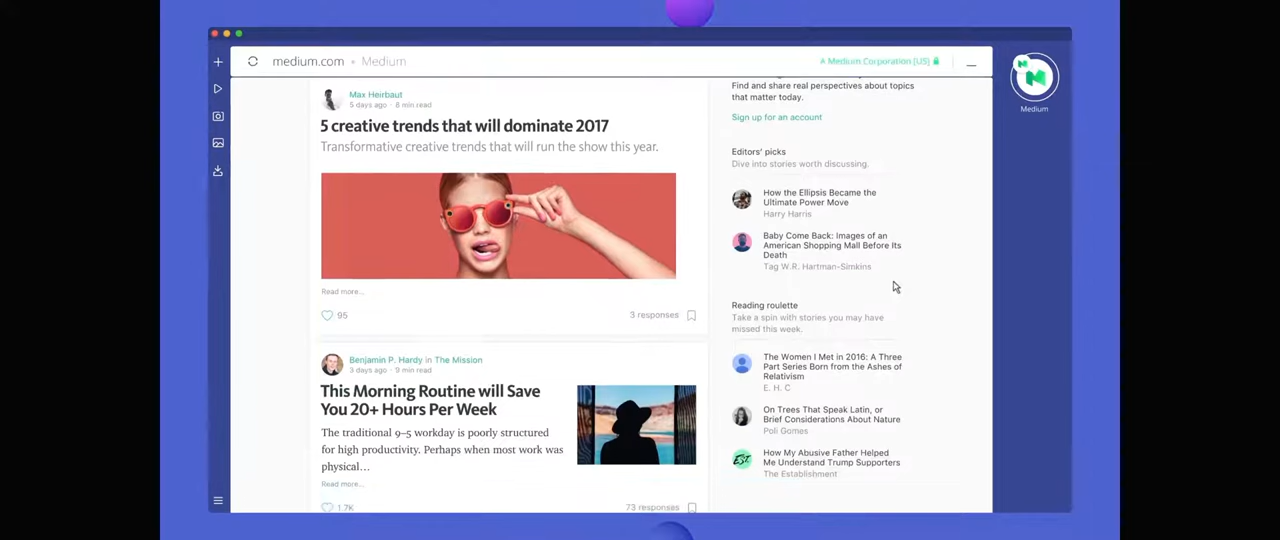 medium.com » Medium
A Medium Corporation [US]
Medium
Max Heirbaut
5 days ago · 8 min read
5 creative trends that will dominate 2017
Transformative creative trends that will run the show this year.
Read more...
95
3 responses
Benjamin P. Hardy in The Mission
3 days ago · 9 min read
This Morning Routine will Save
You 20+ Hours Per Week
The traditional 9–5 workday is poorly structured
for high productivity. Perhaps when most work was
physical…
Read more...
1.7K
73 responses
Find and share real perspectives about topics
that matter today.
Sign up for an account
Editors' picks
Dive into stories worth discussing.
How the Ellipsis Became the
Ultimate Power Move
Harry Harris
Baby Come Back: Images of an
American Shopping Mall Before Its
Death
Tag W.R. Hartman-Simkins
Reading roulette
Take a spin with stories you may have
missed this week.
The Women I Met in 2016: A Three
Part Series Born from the Ashes of
Relativism
E. H. C
On Trees That Speak Latin, or
Brief Considerations About Nature
Poli Gomes
EST
How My Abusive Father Helped
Me Understand Trump Supporters
The Establishment